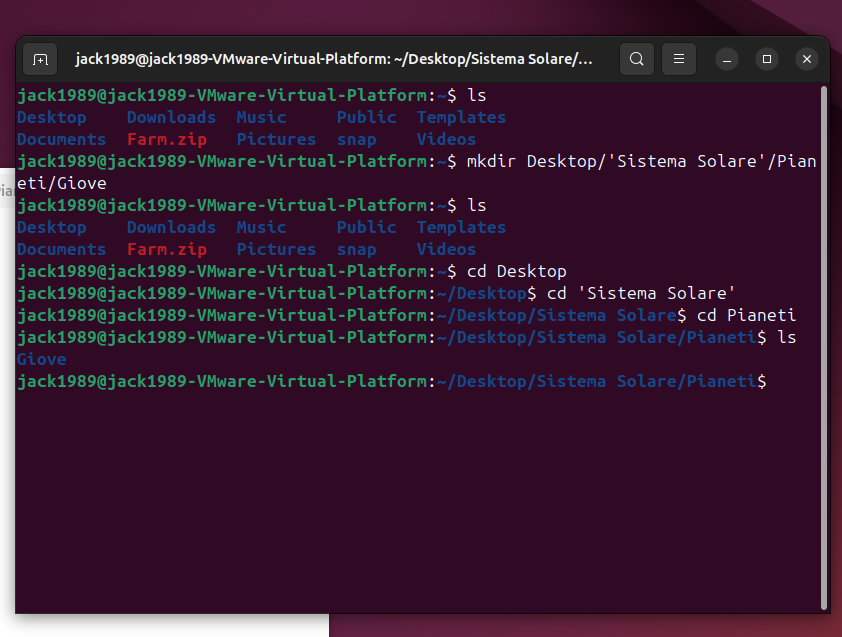 jack1989@jack1989-VMware-Virtual-Platform: ~/Desktop/Sistema Solare/...
jack1989@jack1989-VMware-Virtual-Platform:~$ ls
Desktop Downloads Music Public Templates
Documents Farm.zip Pictures snap Videos
jack1989@jack1989-VMware-Virtual-Platform:~$ mkdir Desktop/'Sistema Solare'/Pian
eti/Giove
jack1989@jack1989-VMware-Virtual-Platform:~$ ls
Desktop Downloads Music Public Templates
Documents Farm.zip Pictures snap Videos
jack1989@jack1989-VMware-Virtual-Platform:~$ cd Desktop
jack1989@jack1989-VMware-Virtual-Platform:~/Desktop$ cd 'Sistema Solare'
jack1989@jack1989-VMware-Virtual-Platform:~/Desktop/Sistema Solare$ cd Pianeti
jack1989@jack1989-VMware-Virtual-Platform:~/Desktop/Sistema Solare/Pianeti$ ls
Giove
jack1989@jack1989-VMware-Virtual-Platform:~/Desktop/Sistema Solare/Pianeti$